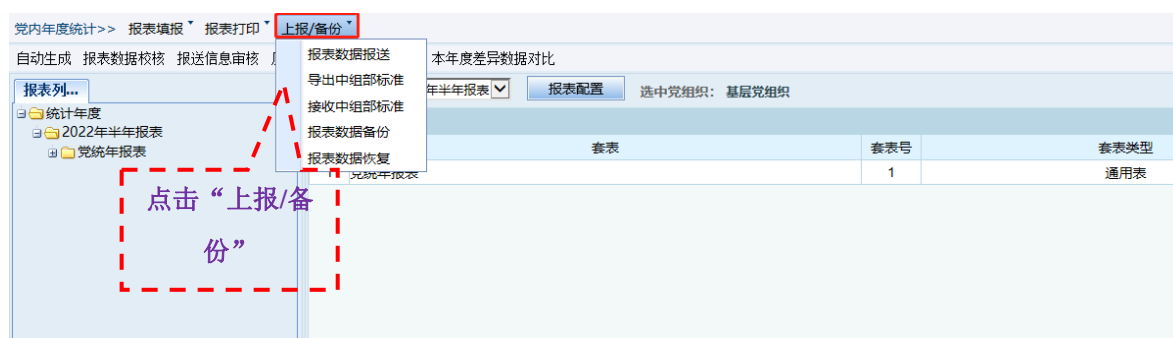 党内年度统计>> 报表填报 报表打印 上报/备份
自动生成 报表数据校核 报送信息审核 本年度差异数据对比
报表数据报送
导出中组部标准
接收中组部标准
报表数据备份
报表数据恢复
报表列...
年半年报表 报表配置 选中党组织: 基层党组织
统计年度
2022年半年报表
党统年报表
套表 套表号 套表类型
1 党统年报表 1 通用表
点击“上报/备
份”